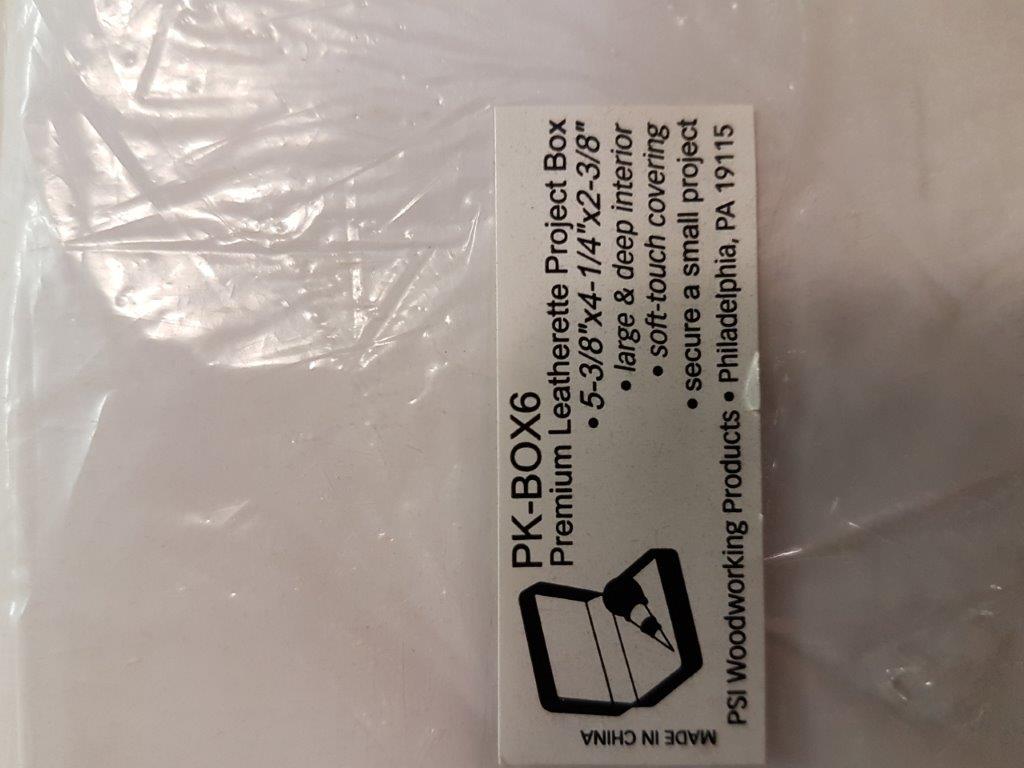 PK-BOX6
Premium Leatherette Project Box
• 5-3/8"x4-1/4"x2-3/8"
• large & deep interior
• soft-touch covering
• secure a small project
PSI Woodworking Products • Philadelphia, PA 19115
MADE IN CHINA